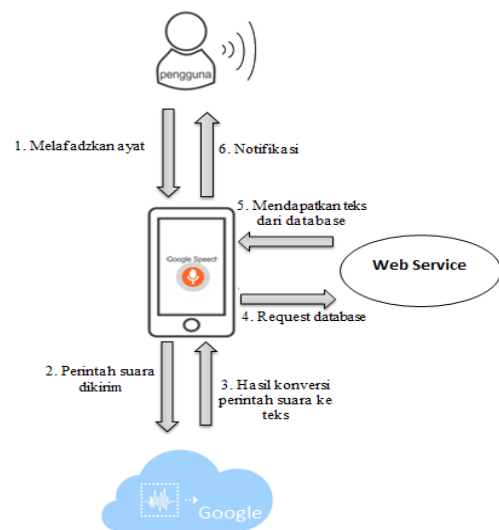 pengguna
1. Melafadzkan ayat
6. Notifikasi
5. Mendapatkan teks
dari database
Google Speech
Web Service
4. Request database
2. Perintah suara
dikirim
3. Hasil konversi
perintah suara ke
teks
Google